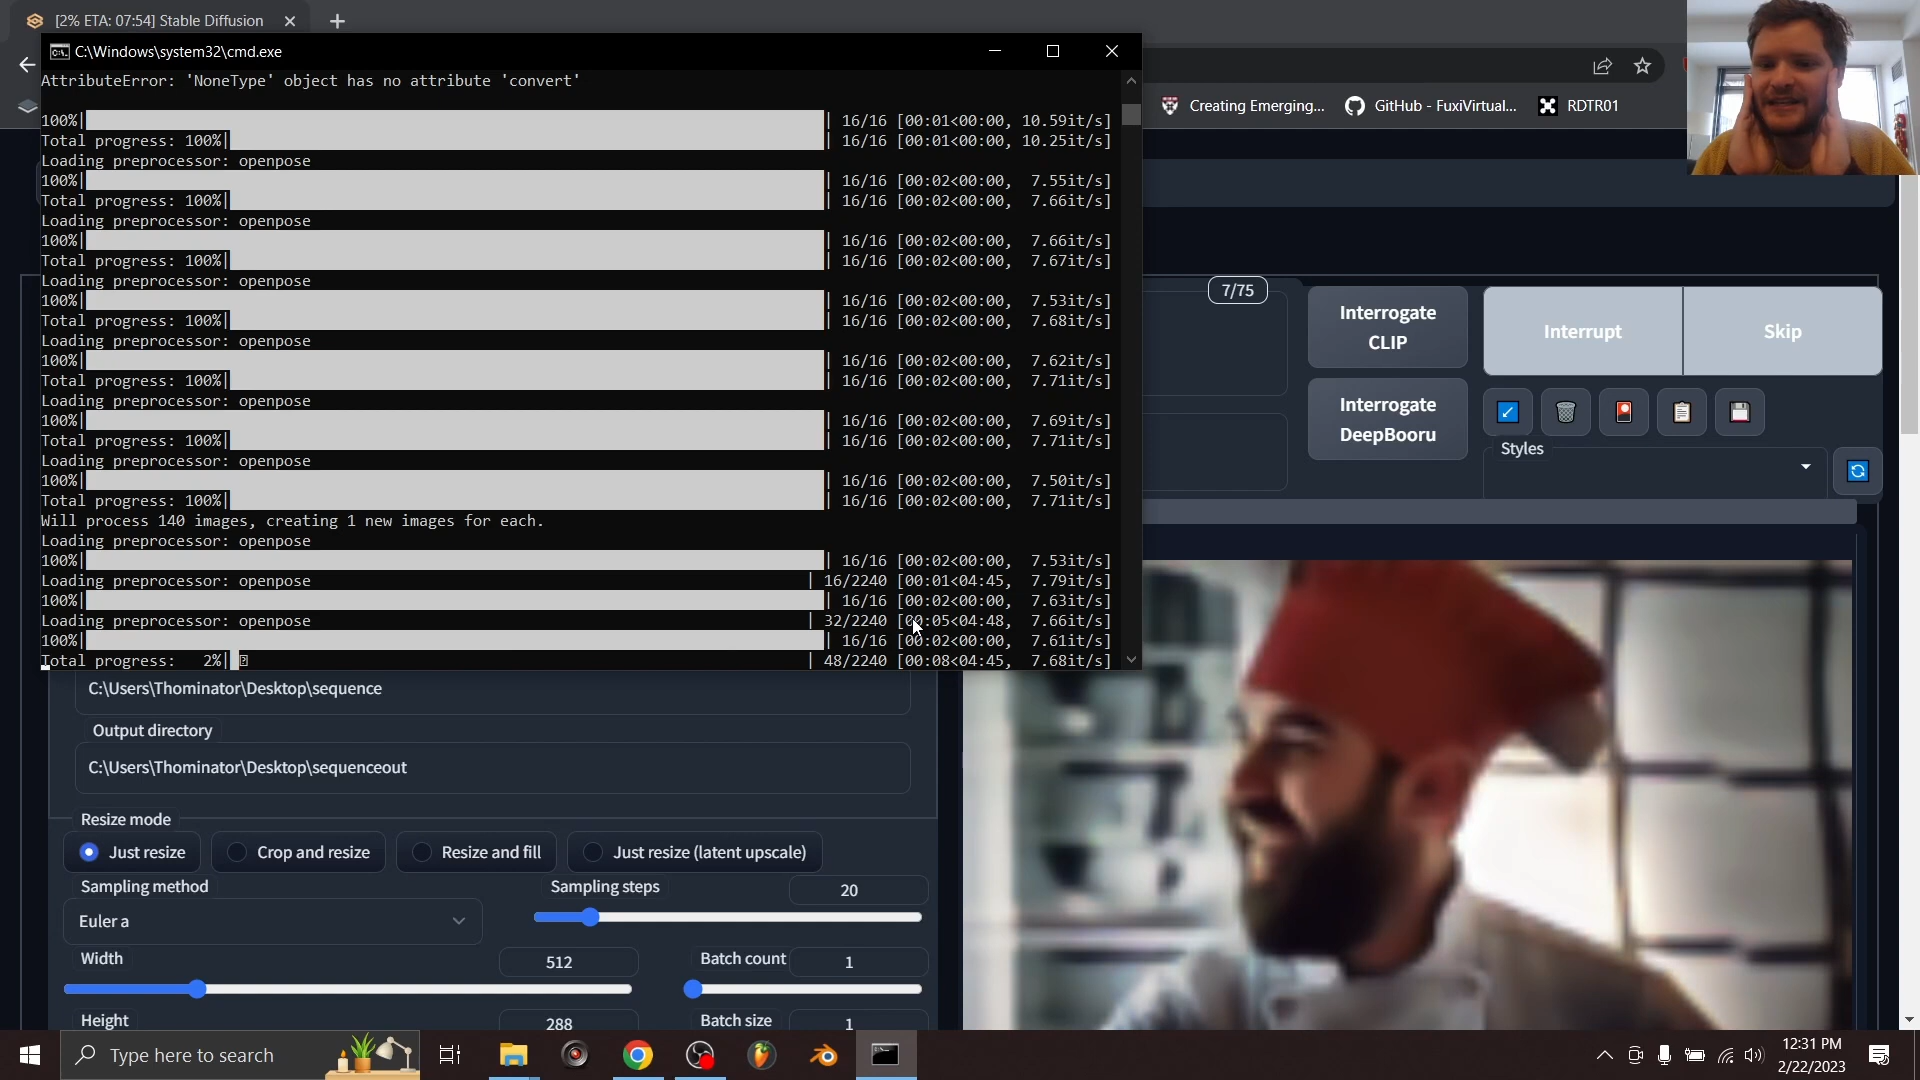 [2% ETA: 07:54] Stable Diffusion
C:\Windows\system32\cmd.exe
AttributeError: 'NoneType' object has no attribute 'convert'
100%| | 16/16 [00:01<00:00, 10.59it/s]
Total progress: 100%| | 16/16 [00:01<00:00, 10.25it/s]
Loading preprocessor: openpose
100%| | 16/16 [00:02<00:00, 7.55it/s]
Total progress: 100%| | 16/16 [00:02<00:00, 7.66it/s]
Loading preprocessor: openpose
100%| | 16/16 [00:02<00:00, 7.66it/s]
Total progress: 100%| | 16/16 [00:02<00:00, 7.67it/s]
Loading preprocessor: openpose
100%| | 16/16 [00:02<00:00, 7.53it/s]
Total progress: 100%| | 16/16 [00:02<00:00, 7.68it/s]
Loading preprocessor: openpose
100%| | 16/16 [00:02<00:00, 7.62it/s]
Total progress: 100%| | 16/16 [00:02<00:00, 7.71it/s]
Loading preprocessor: openpose
100%| | 16/16 [00:02<00:00, 7.69it/s]
Total progress: 100%| | 16/16 [00:02<00:00, 7.71it/s]
Loading preprocessor: openpose
100%| | 16/16 [00:02<00:00, 7.50it/s]
Total progress: 100%| | 16/16 [00:02<00:00, 7.71it/s]
Will process 140 images, creating 1 new images for each.
Loading preprocessor: openpose
100%| | 16/16 [00:02<00:00, 7.53it/s]
Loading preprocessor: openpose | 16/2240 [00:01<04:45, 7.79it/s]
100%| | 16/16 [00:02<00:00, 7.63it/s]
Loading preprocessor: openpose | 32/2240 [00:05<04:48, 7.66it/s]
100%| | 16/16 [00:02<00:00, 7.61it/s]
Total progress: 2%| | 48/2240 [00:08<04:45, 7.68it/s]
Creating Emerging...
GitHub - FuxiVirtual...
RDTR01
7/75
Interrogate
CLIP
Interrupt
Skip
Interrogate
DeepBooru
Styles
C:\Users\Thominator\Desktop\sequence
Output directory
C:\Users\Thominator\Desktop\sequenceout
Resize mode
Just resize
Crop and resize
Resize and fill
Just resize (latent upscale)
Sampling method
Sampling steps
20
Euler a
Width
512
Batch count
1
Height
288
Batch size
1
Type here to search
12:31 PM
2/22/2023